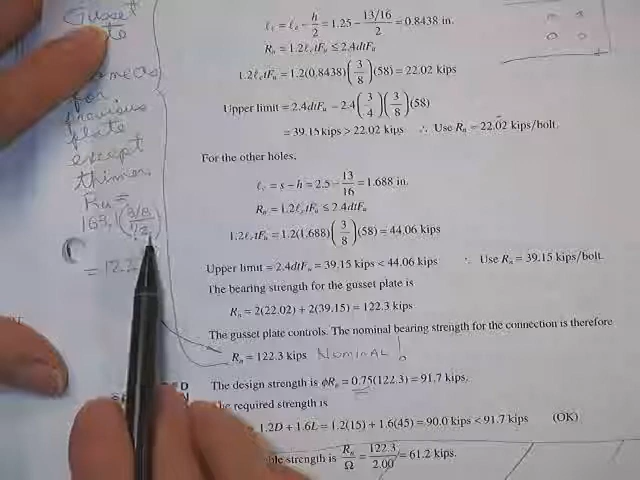 Gusset
ℓc = ℓe − h/2 = 1.25 − (13/16)/2 = 0.8438 in.
Rn = 1.2ℓctFu ≤ 2.4dtFu
1.2ℓctFu = 1.2(0.8438)(3/8)(58) = 22.02 kips
Upper limit = 2.4dtFu − 2.4(3/4)(3/8)(58)
= 39.15 kips > 22.02 kips ∴ Use Rn = 22.02 kips/bolt.
For the other holes,
ℓc = s − h = 2.5 − 13/16 = 1.688 in.
Rn = 1.2ℓctFu ≤ 2.4dtFu
1.2ℓctFu = 1.2(1.688)(3/8)(58) = 44.06 kips
Upper limit = 2.4dtFu = 39.15 kips < 44.06 kips ∴ Use Rn = 39.15 kips/bolt.
The bearing strength for the gusset plate is
Rn = 2(22.02) + 2(39.15) = 122.3 kips
The gusset plate controls. The nominal bearing strength for the connection is therefore
Rn = 122.3 kips NOMINAL !
The design strength is ϕRn = 0.75(122.3) = 91.7 kips.
required strength is
= 1.2D + 1.6L = 1.2(15) + 1.6(45) = 90.0 kips < 91.7 kips (OK)
strength is Rn/Ω = 122.3/2.00 = 61.2 kips.
for
previous
plate
except
thinner.
Rn =
(3/8 / 1/2)